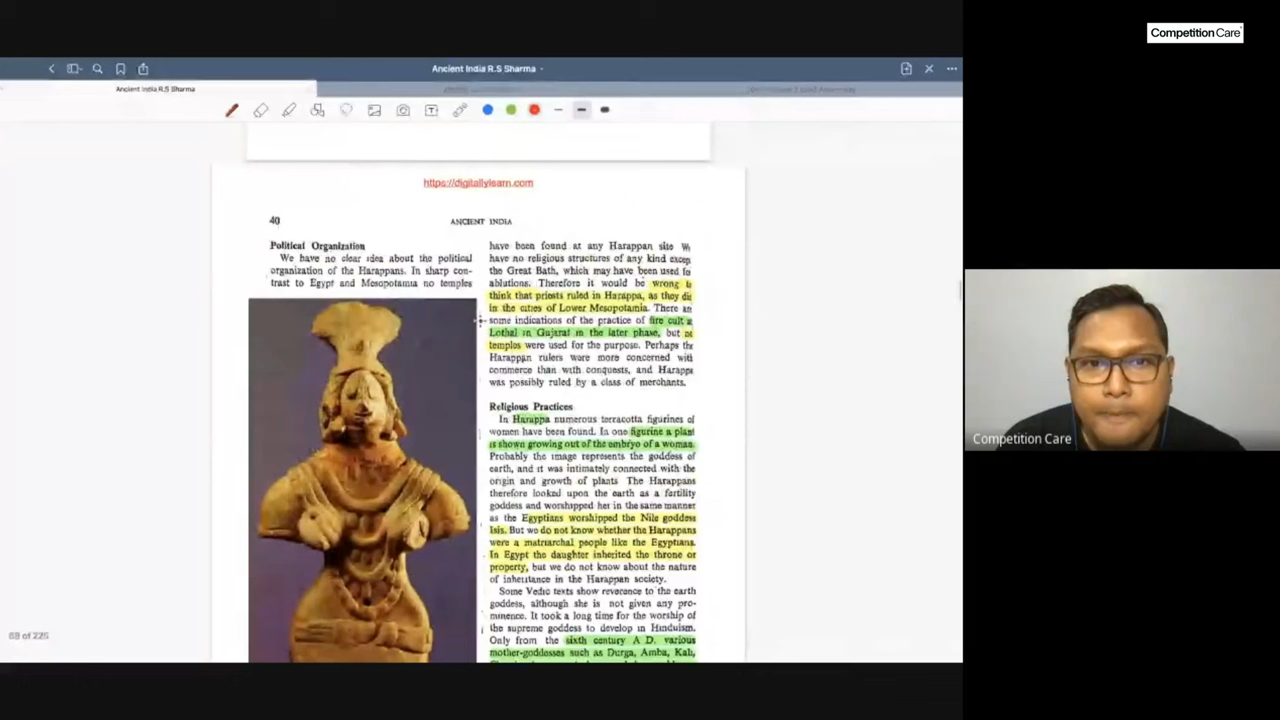 Competition Care
Ancient India R.S Sharma
Ancient India R.S Sharma
https://digitallylearn.com
40
ANCIENT INDIA
Political Organization
We have no clear idea about the political
organization of the Harappans. In sharp con-
trast to Egypt and Mesopotamia no temples
have been found at any Harappan site We
have no religious structures of any kind excep
the Great Bath, which may have been used fo
ablutions. Therefore it would be wrong to
think that priests ruled in Harappa, as they did
in the cities of Lower Mesopotamia. There are
some indications of the practice of fire cult a
Lothal in Gujarat in the later phase, but no
temples were used for the purpose. Perhaps the
Harappan rulers were more concerned with
commerce than with conquests, and Harappa
was possibly ruled by a class of merchants.
Religious Practices
In Harappa numerous terracotta figurines of
women have been found. In one figurine a plant
is shown growing out of the embryo of a woman.
Probably the image represents the goddess of
earth, and it was intimately connected with the
origin and growth of plants The Harappans
therefore looked upon the earth as a fertility
goddess and worshipped her in the same manner
as the Egyptians worshipped the Nile goddess
Isis. But we do not know whether the Harappans
were a matriarchal people like the Egyptians.
In Egypt the daughter inherited the throne or
property, but we do not know about the nature
of inheritance in the Harappan society.
Some Vedic texts show reverance to the earth
goddess, although she is not given any pro-
minence. It took a long time for the worship of
the supreme goddess to develop in Hinduism.
Only from the sixth century A D. various
mother-goddesses such as Durga, Amba, Kali,
68 of 226
Competition Care